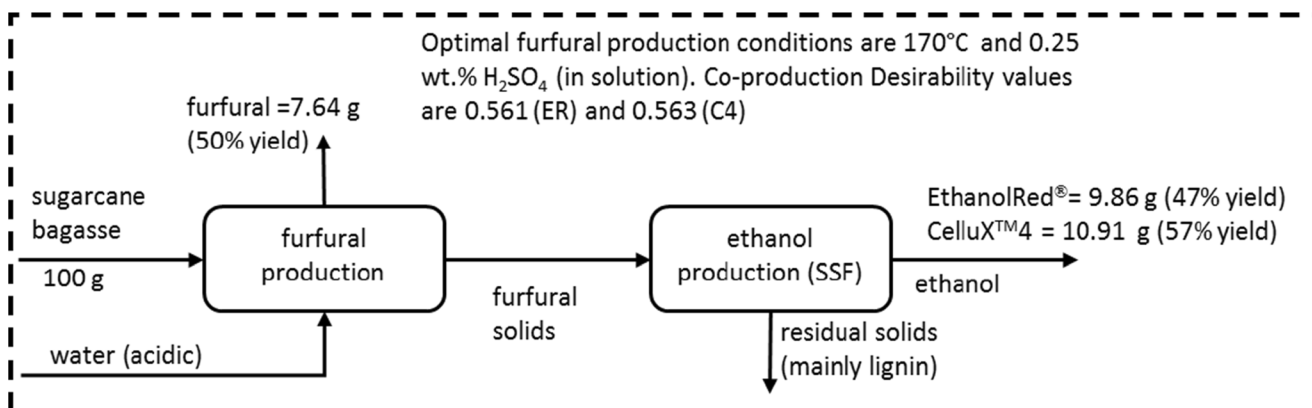 Optimal furfural production conditions are 170°C and 0.25
wt.% H₂SO₄ (in solution). Co-production Desirability values
are 0.561 (ER) and 0.563 (C4)
furfural =7.64 g
(50% yield)
sugarcane
bagasse
100 g
water (acidic)
furfural
production
furfural
solids
ethanol
production (SSF)
residual solids
(mainly lignin)
EthanolRed®= 9.86 g (47% yield)
CelluX™4 = 10.91 g (57% yield)
ethanol